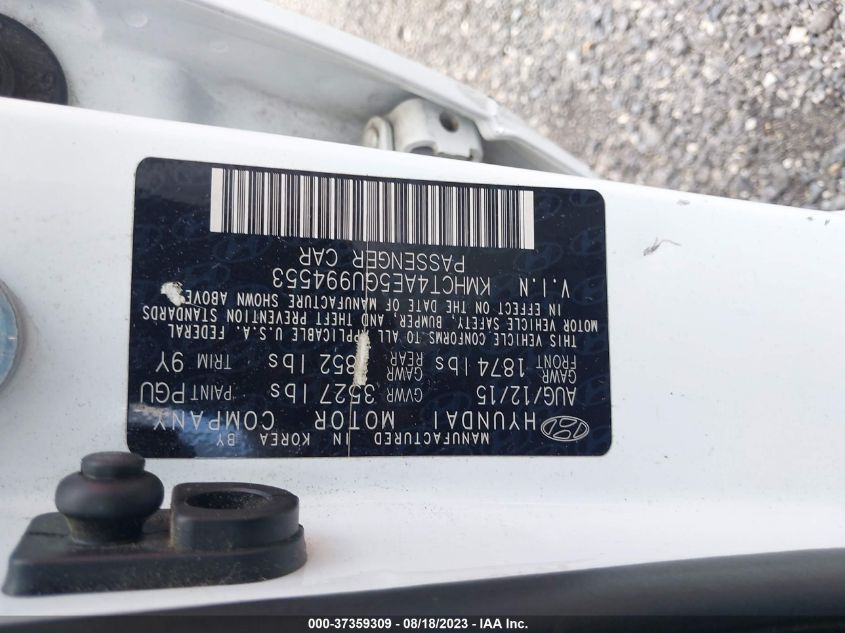 MANUFACTURED IN KOREA BY
HYUNDAI MOTOR COMPANY
AUG/12/15 GVWR 3527 lbs PAINT PGU
GAWR FRONT 1874 lbs GAWR REAR 852 lbs TRIM 9Y
THIS VEHICLE CONFORMS TO ALL APPLICABLE U.S.A. FEDERAL
MOTOR VEHICLE SAFETY, BUMPER, AND THEFT PREVENTION STANDARDS
IN EFFECT ON THE DATE OF MANUFACTURE SHOWN ABOVE
V.I.N KMHCT4AE5GU994553
PASSENGER CAR
000-37359309 - 08/18/2023 - IAA Inc.